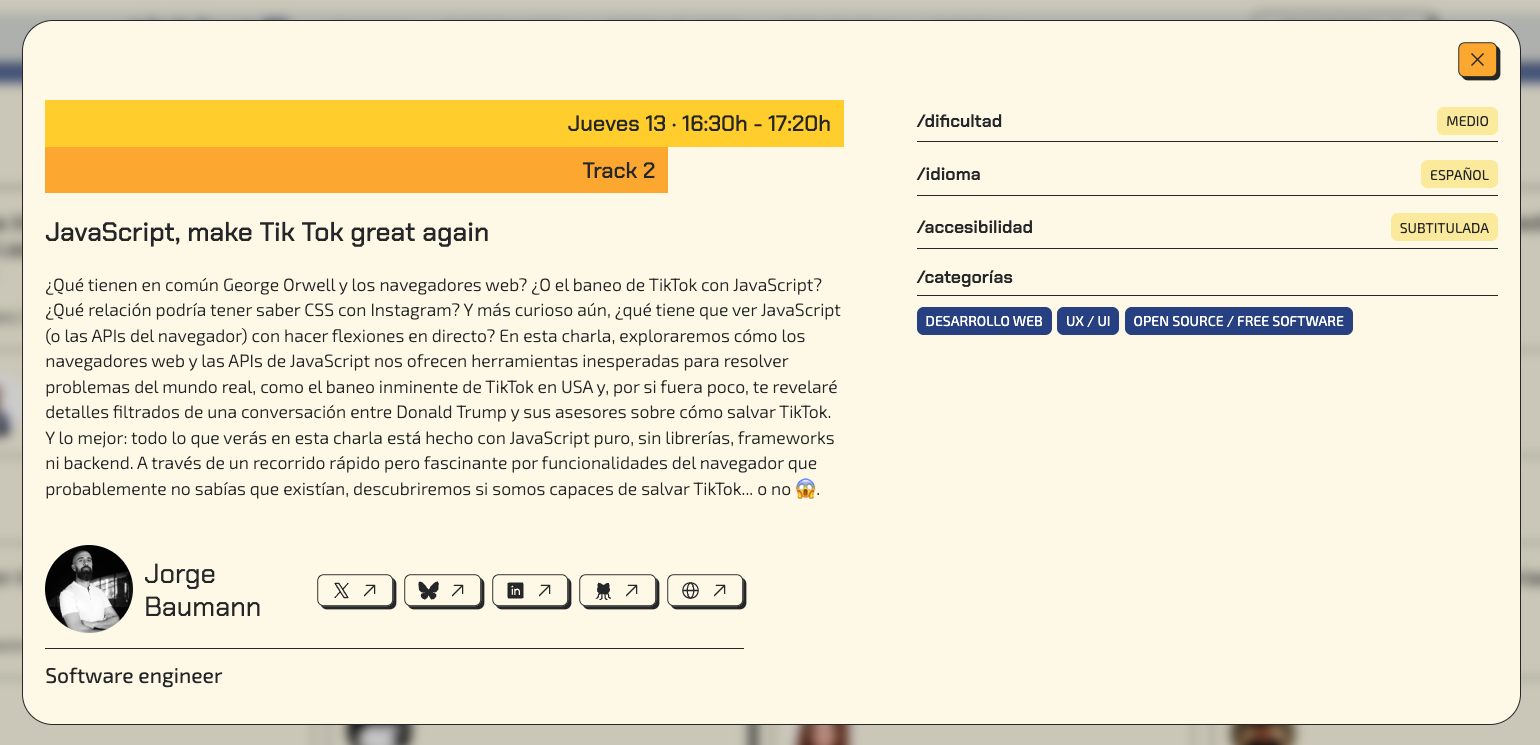 Jueves 13 · 16:30h - 17:20h
Track 2
JavaScript, make Tik Tok great again
¿Qué tienen en común George Orwell y los navegadores web? ¿O el baneo de TikTok con JavaScript?
¿Qué relación podría tener saber CSS con Instagram? Y más curioso aún, ¿qué tiene que ver JavaScript
(o las APIs del navegador) con hacer flexiones en directo? En esta charla, exploraremos cómo los
navegadores web y las APIs de JavaScript nos ofrecen herramientas inesperadas para resolver
problemas del mundo real, como el baneo inminente de TikTok en USA y, por si fuera poco, te revelaré
detalles filtrados de una conversación entre Donald Trump y sus asesores sobre cómo salvar TikTok.
Y lo mejor: todo lo que verás en esta charla está hecho con JavaScript puro, sin librerías, frameworks
ni backend. A través de un recorrido rápido pero fascinante por funcionalidades del navegador que
probablemente no sabías que existían, descubriremos si somos capaces de salvar TikTok... o no 😱.
Jorge
Baumann
Software engineer
/dificultad
MEDIO
/idioma
ESPAÑOL
/accesibilidad
SUBTITULADA
/categorías
DESARROLLO WEB
UX / UI
OPEN SOURCE / FREE SOFTWARE